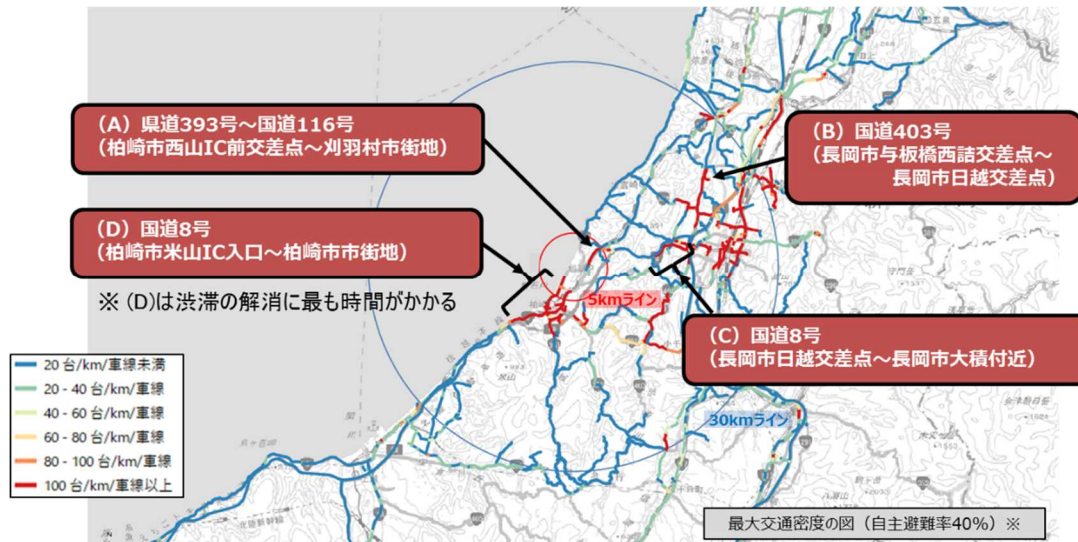 (A) 県道393号~国道116号
(柏崎市西山IC前交差点~刈羽村市街地)
(B) 国道403号
(長岡市与板橋西詰交差点~
長岡市日越交差点)
(D) 国道8号
(柏崎市米山IC入口~柏崎市市街地)
※ (D)は渋滞の解消に最も時間がかかる
5kmライン
(C) 国道8号
(長岡市日越交差点~長岡市大積付近)
20 台/km/車線未満
20 - 40 台/km/車線
40 - 60 台/km/車線
60 - 80 台/km/車線
80 - 100 台/km/車線
100 台/km/車線以上
30kmライン
北陸新幹線
最大交通密度の図(自主避難率40%)※